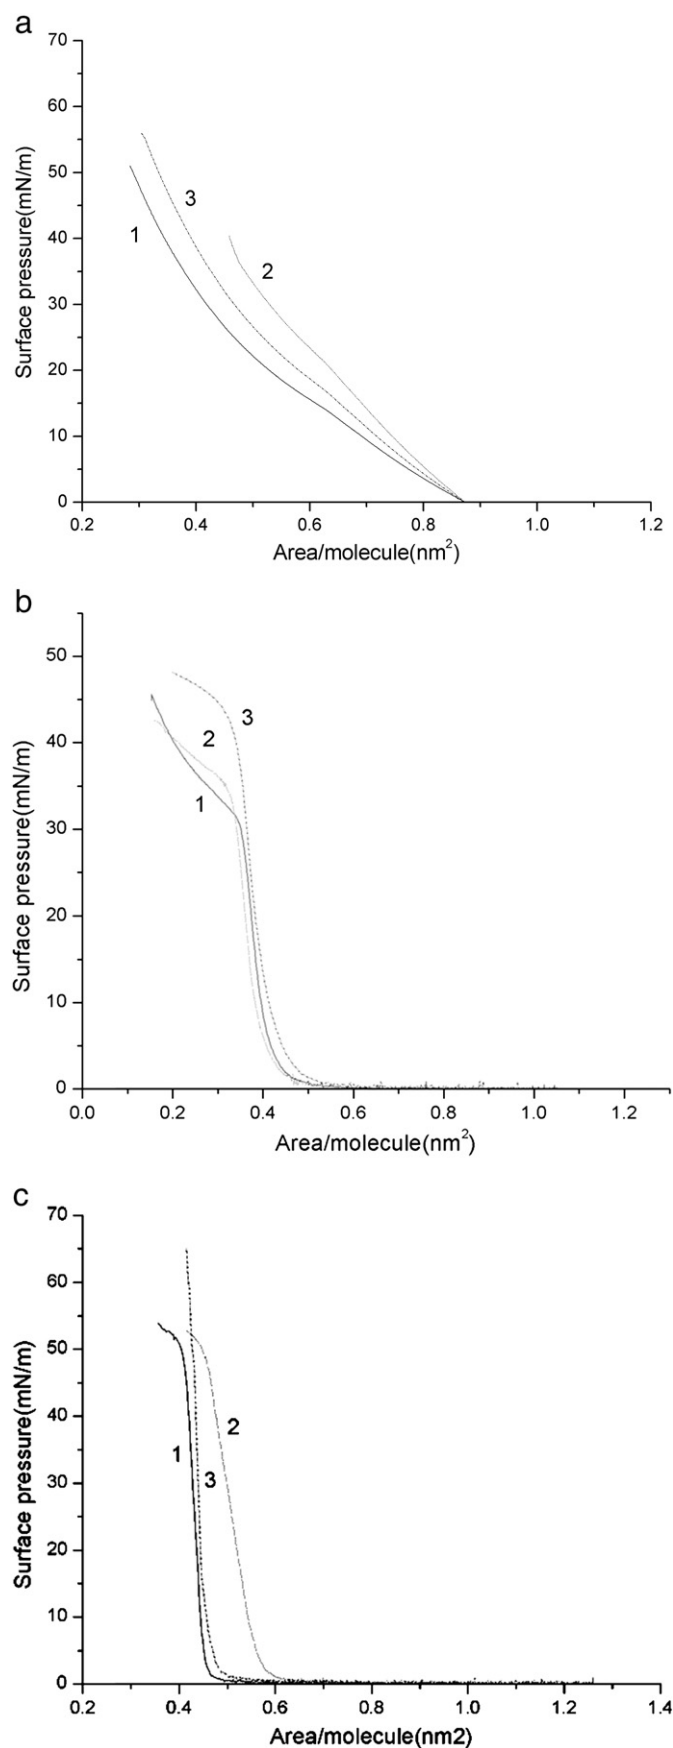 a
70
60
50
40
30
20
10
0
Surface pressure(mN/m)
3
1
2
0.2 0.4 0.6 0.8 1.0 1.2
Area/molecule(nm²)
b
50
40
30
20
10
0
Surface pressure(mN/m)
3
2
1
0.0 0.2 0.4 0.6 0.8 1.0 1.2
Area/molecule(nm²)
c
70
60
50
40
30
20
10
0
Surface pressure(mN/m)
2
1
3
0.2 0.4 0.6 0.8 1.0 1.2 1.4
Area/molecule(nm2)